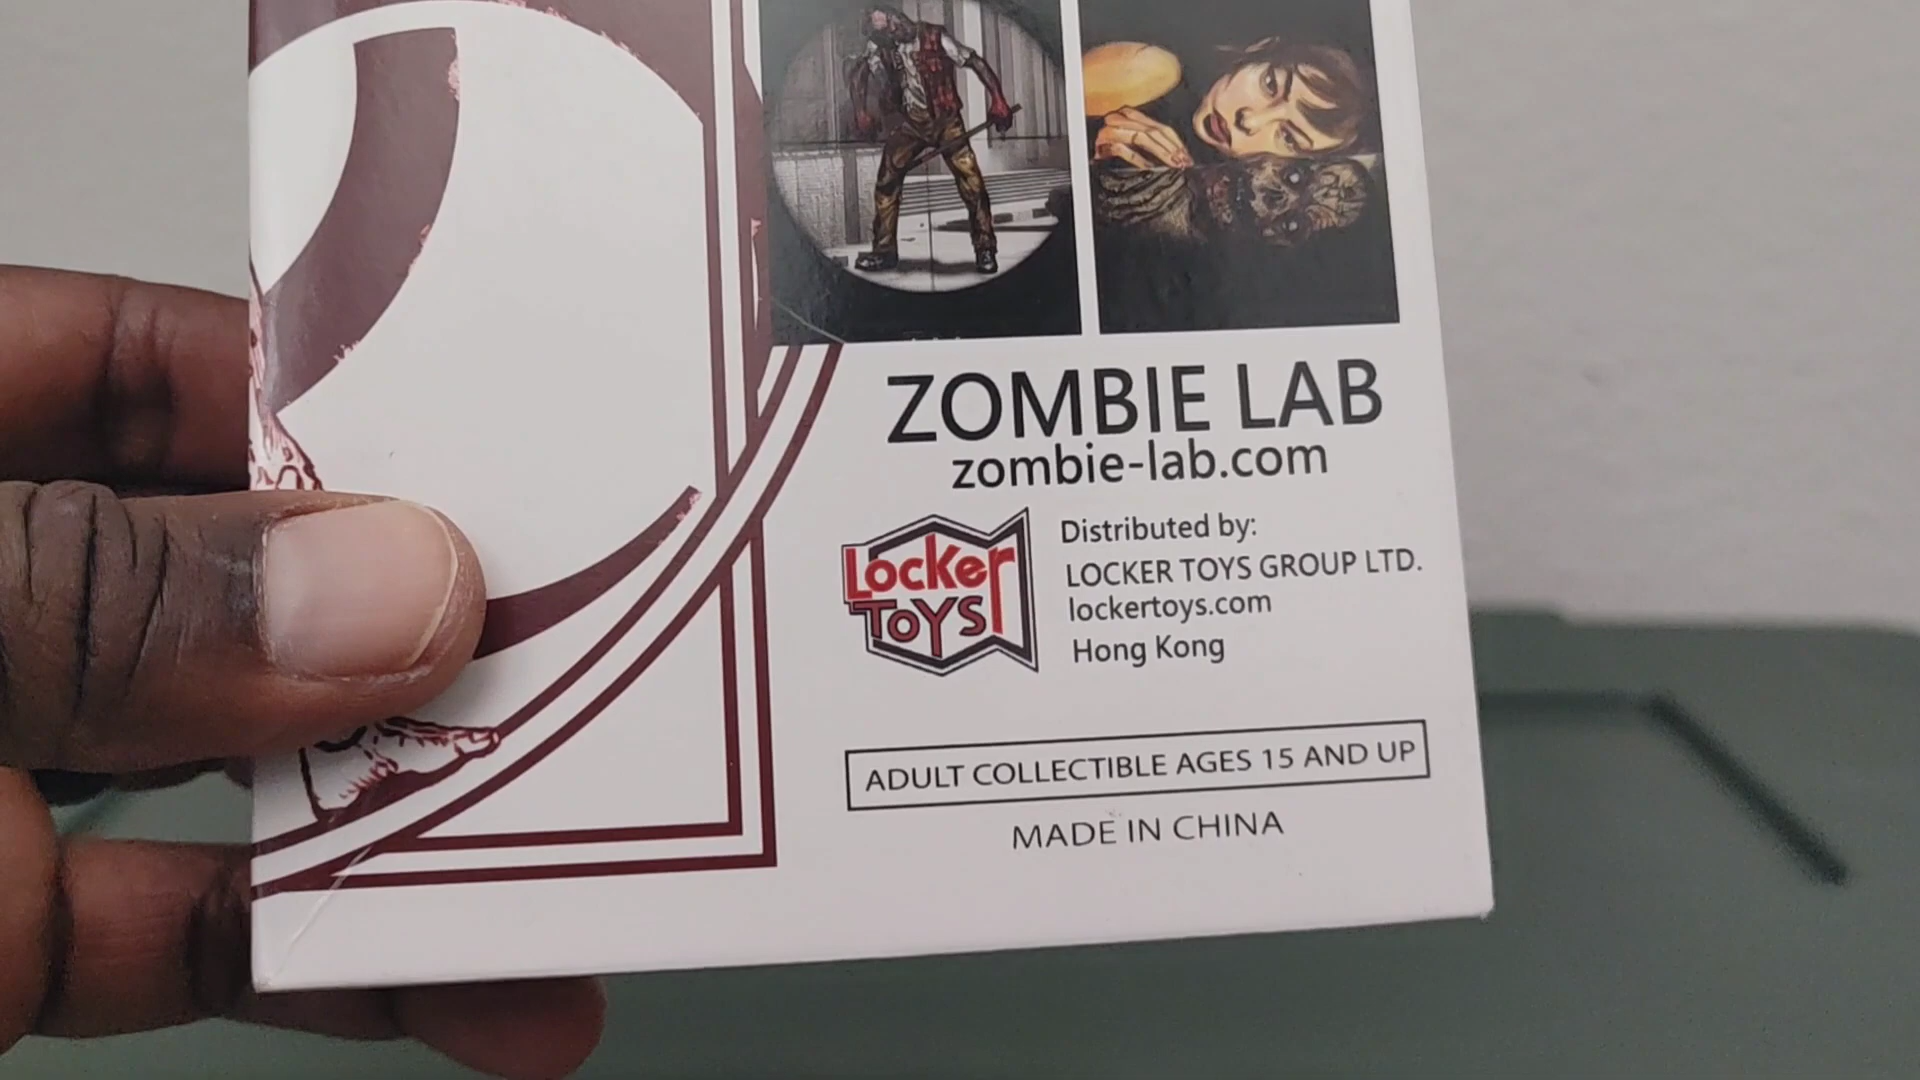 ZOMBIE LAB
zombie-lab.com
Locker
TOYS
Distributed by:
LOCKER TOYS GROUP LTD.
lockertoys.com
Hong Kong
ADULT COLLECTIBLE AGES 15 AND UP
MADE IN CHINA